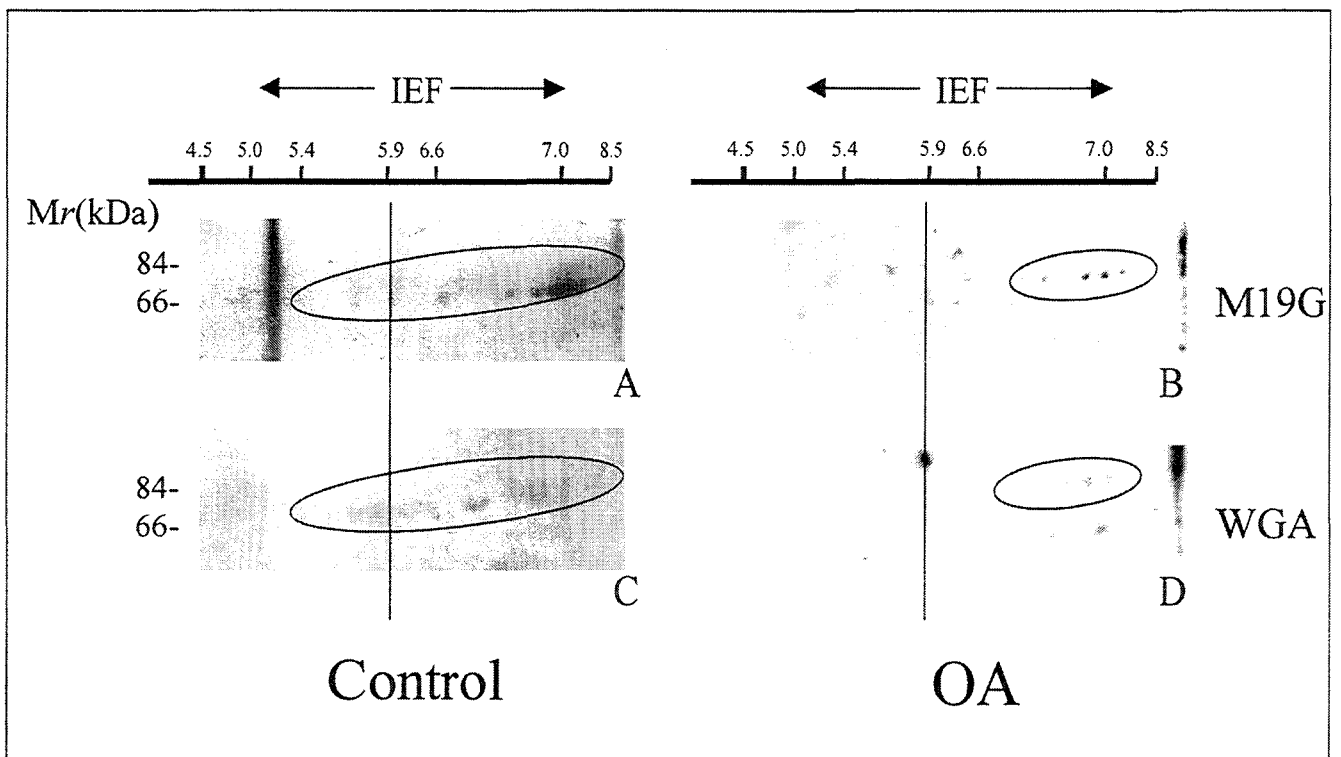 IEF IEF
4.5 5.0 5.4 5.9 6.6 7.0 8.5 4.5 5.0 5.4 5.9 6.6 7.0 8.5
Mr(kDa)
84-
66-
M19G
A B
84-
66-
WGA
C D
Control OA